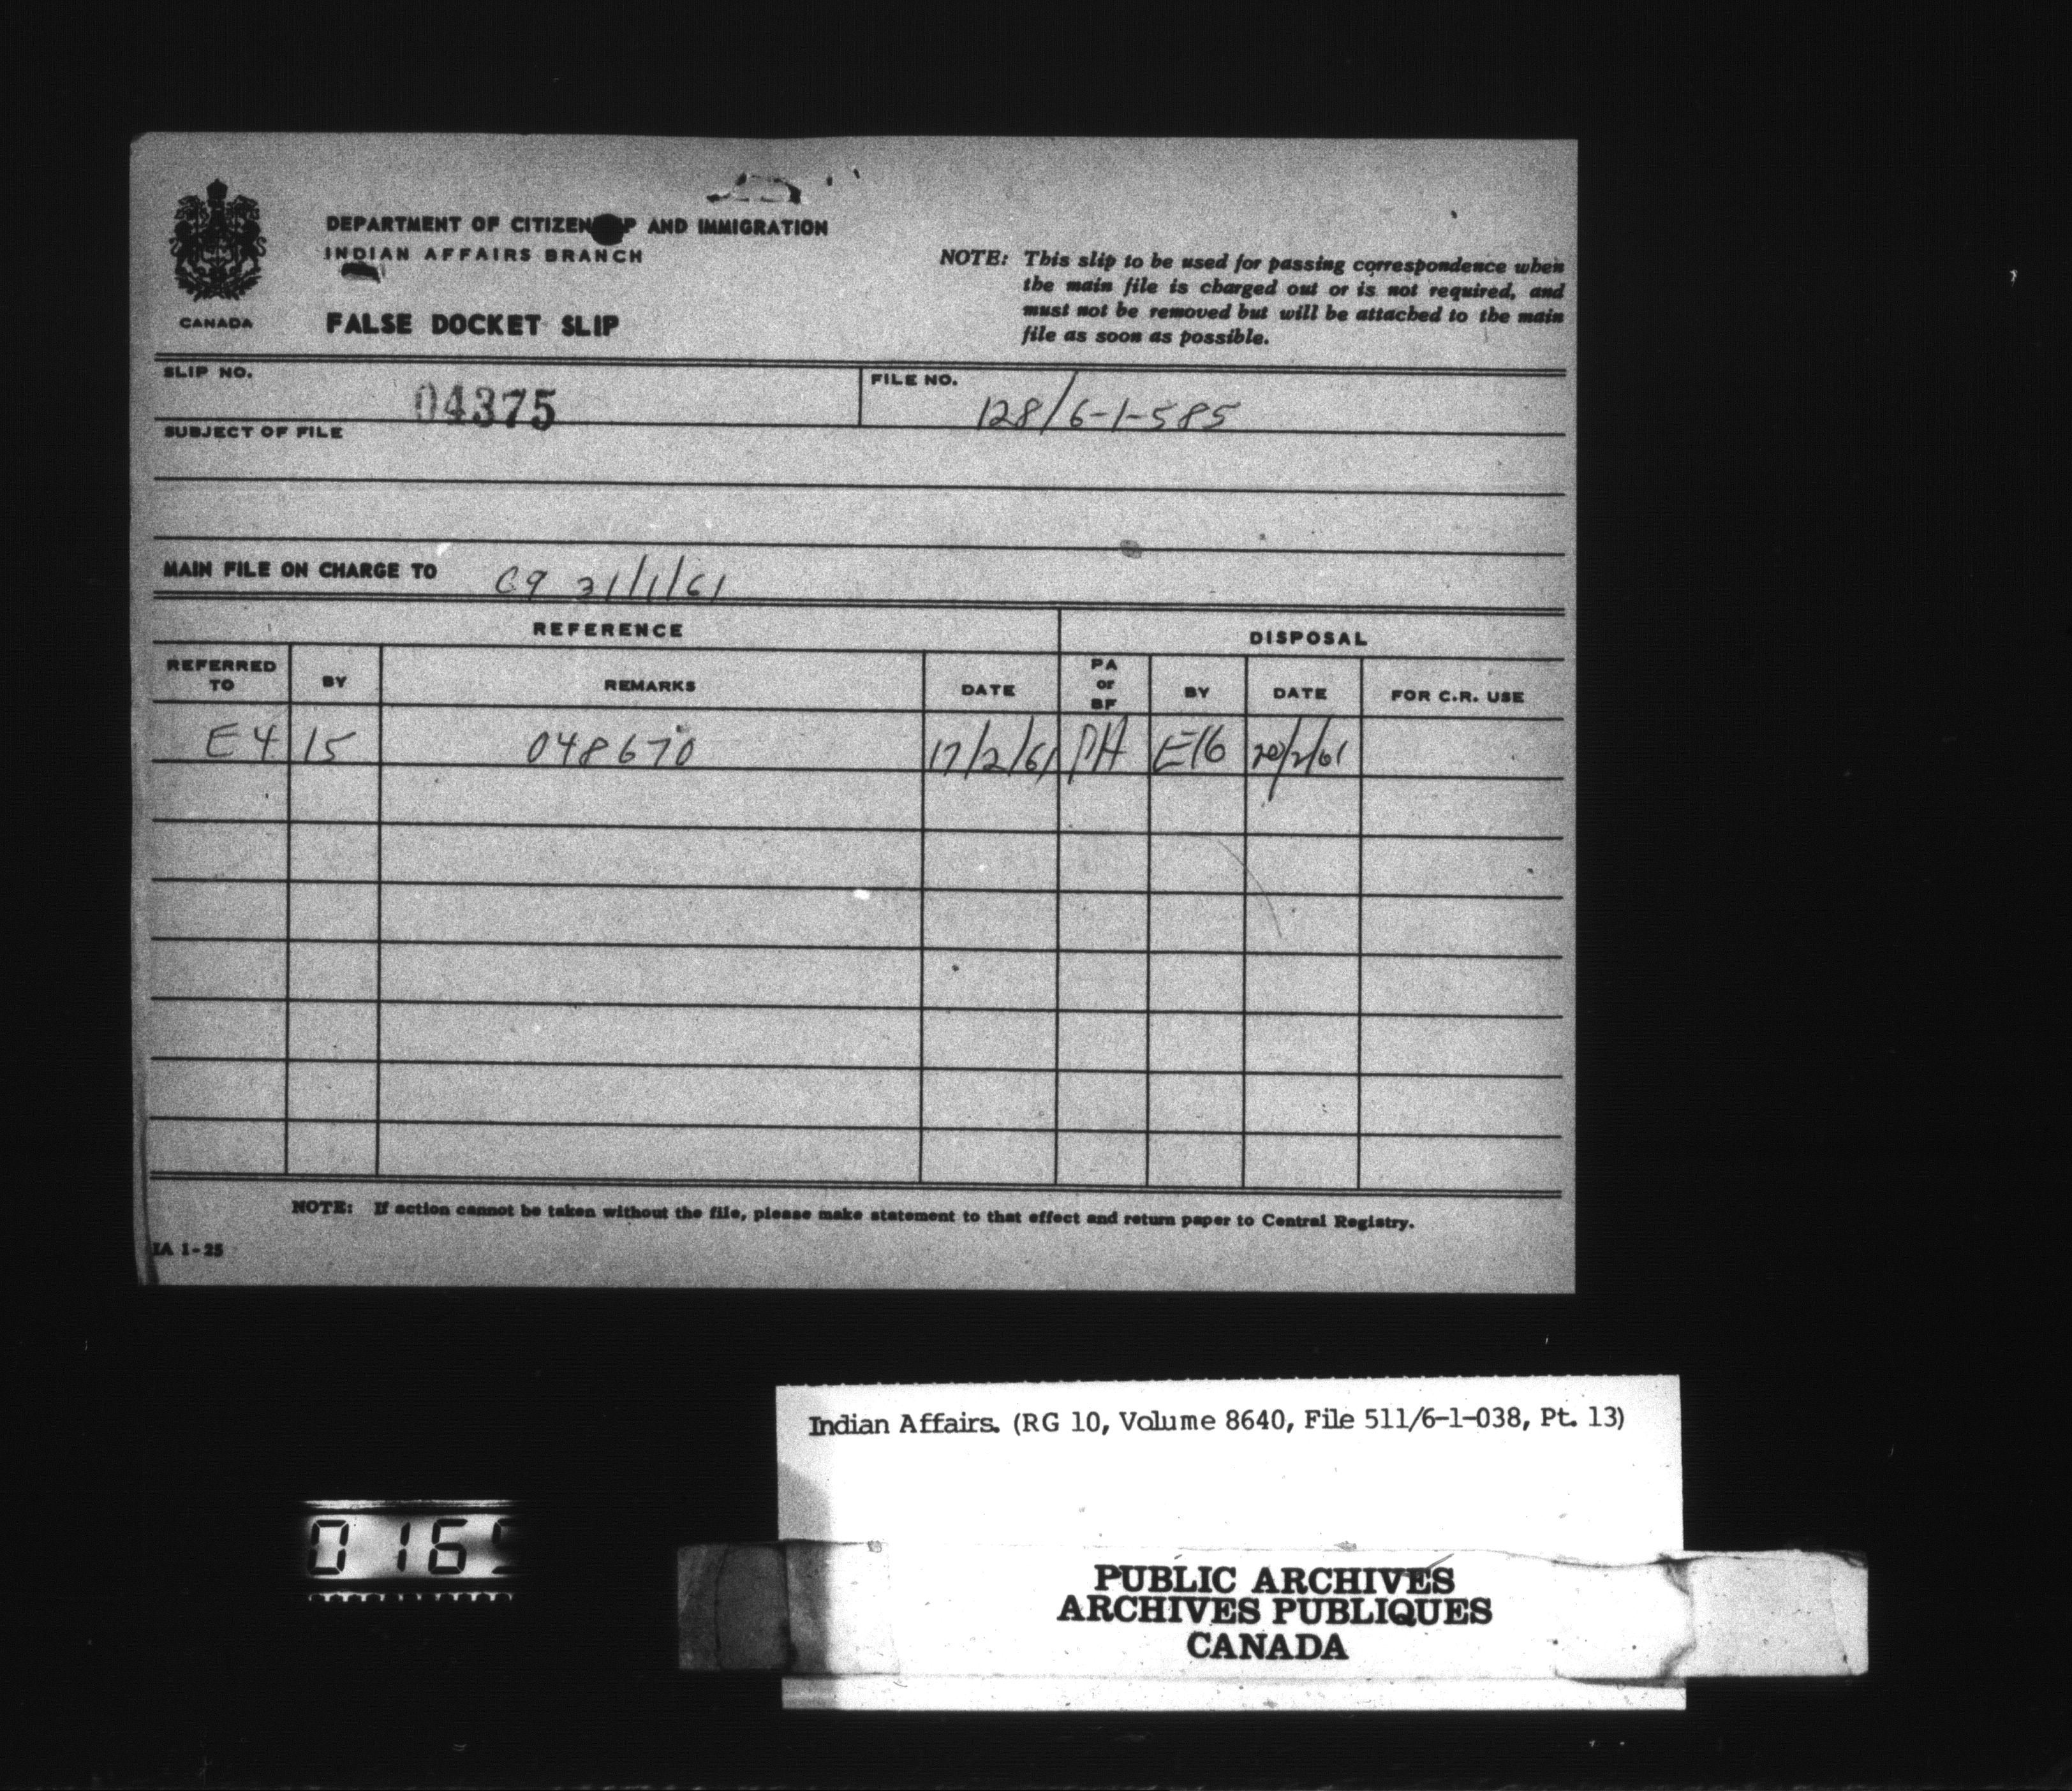 DEPARTMENT OF CITIZEN P AND IMMIGRATION
INDIAN AFFAIRS BRANCH
CANADA
FALSE DOCKET SLIP
NOTE: This slip to be used for passing correspondence when
the main file is charged out or is not required, and
must not be removed but will be attached to the main
file as soon as possible.
SLIP NO. 04375 FILE NO. 128/6-1-585
SUBJECT OF FILE
MAIN FILE ON CHARGE TO C9 31/1/61
REFERENCE DISPOSAL
REFERRED TO BY REMARKS DATE PA or BF BY DATE FOR C.R. USE
E4 15 048670 17/2/61 PA E16 20/2/61
NOTE: If action cannot be taken without the file, please make statement to that effect and return paper to Central Registry.
IA 1-25
Indian Affairs. (RG 10, Volume 8640, File 511/6-1-038, Pt. 13)
0165
PUBLIC ARCHIVES
ARCHIVES PUBLIQUES
CANADA